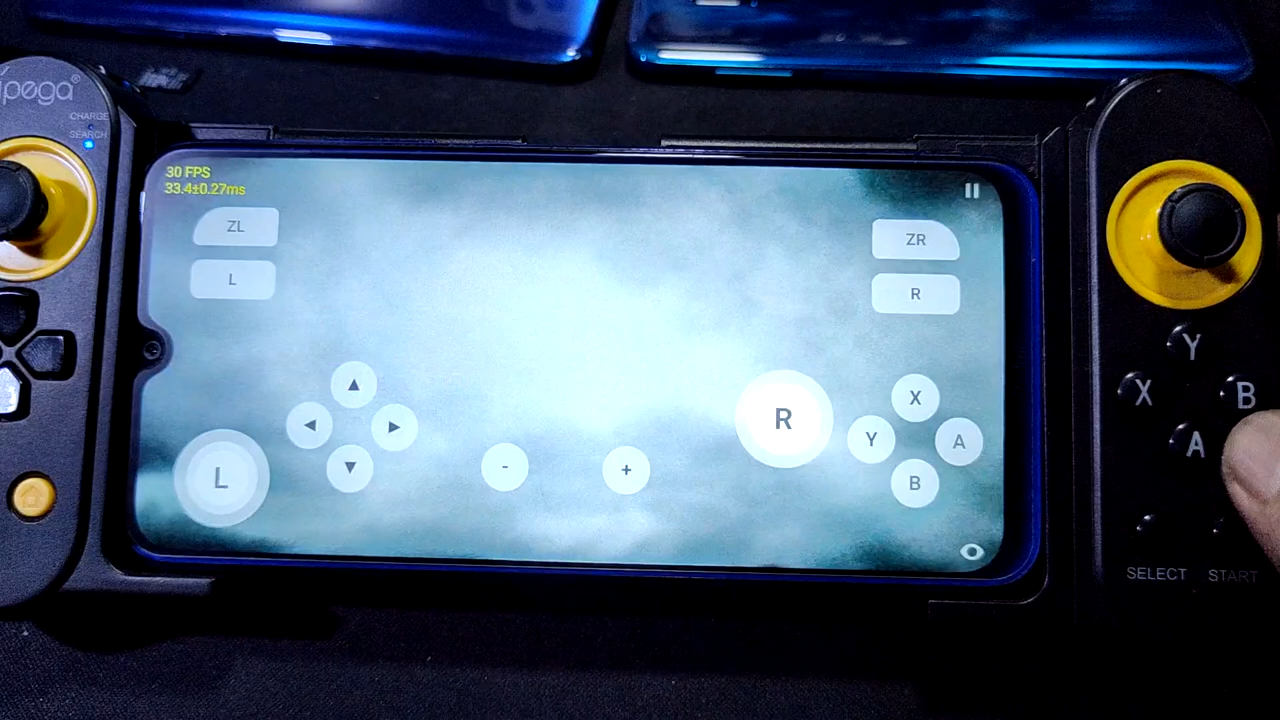 ipega®
CHARGE
SEARCH
30 FPS
33.4±0.27ms
ZL
L
ZR
R
L
-
+
R
X
Y
A
B
Y
X
B
A
SELECT
START